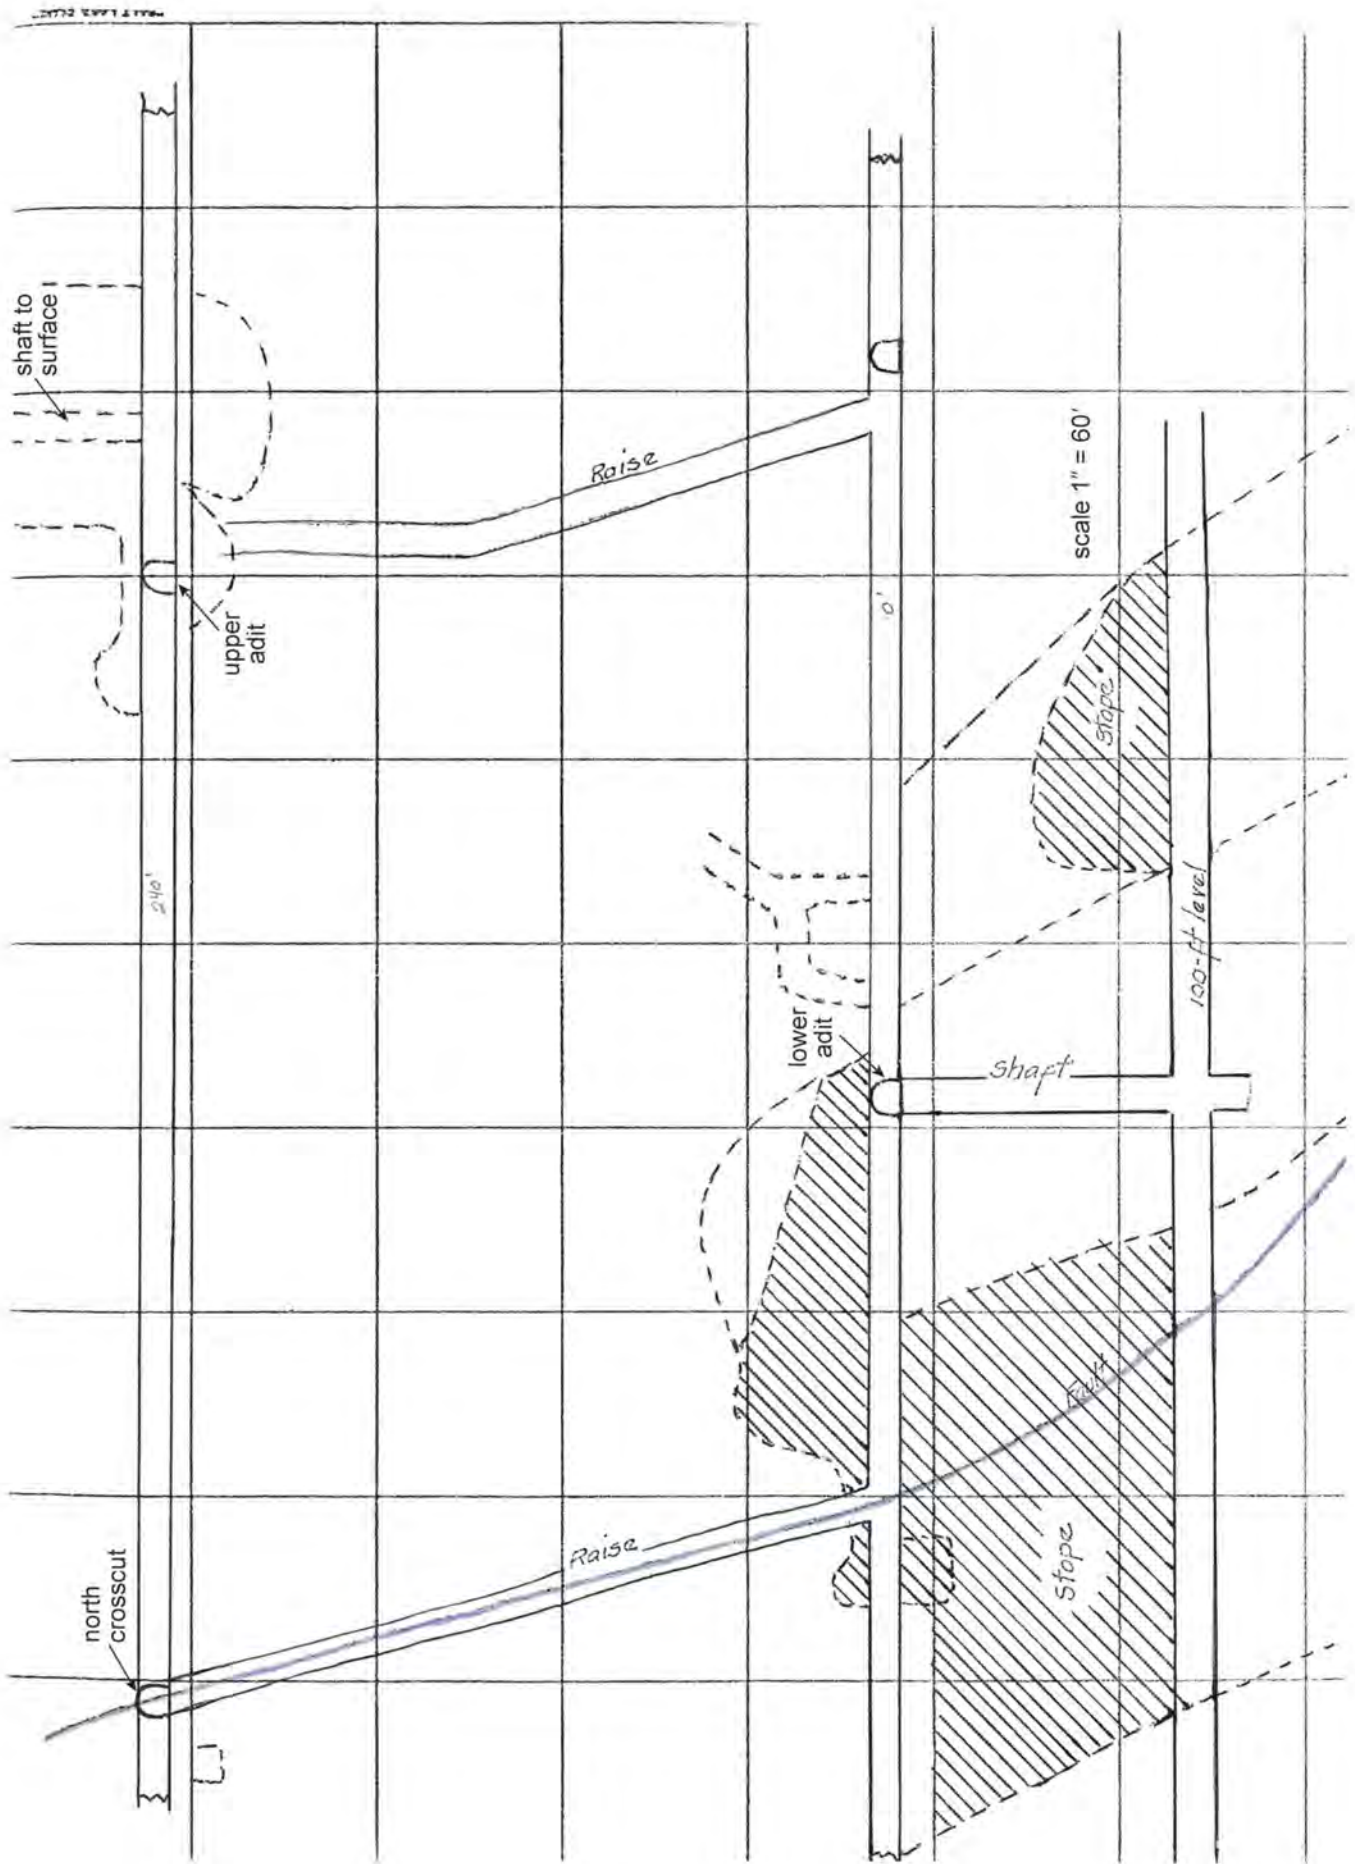 shaft to
surface
Raise
upper
adit
scale 1" = 60'
0'
Stope
240'
100-ft level
lower
adit
Shaft
Fault
Raise
Stope
north
crosscut